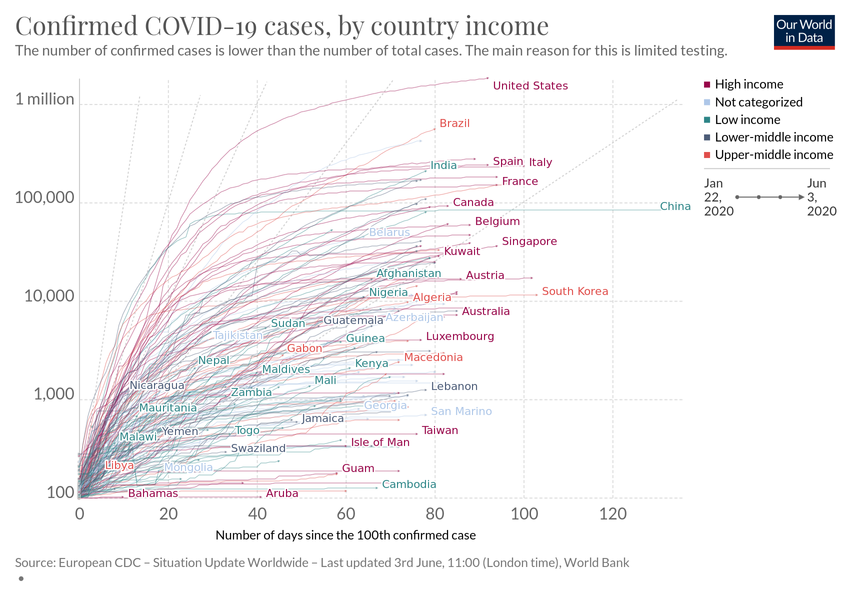 Confirmed COVID-19 cases, by country income
The number of confirmed cases is lower than the number of total cases. The main reason for this is limited testing.
Our World
in Data
High income
Not categorized
Low income
Lower-middle income
Upper-middle income
Jan
22,
2020
Jun
3,
2020
1 million
100,000
10,000
1,000
100
United States
Brazil
India
Spain
Italy
France
Canada
China
Belgium
Belarus
Singapore
Kuwait
Afghanistan
Austria
Nigeria
Algeria
South Korea
Australia
Azerbaijan
Sudan
Guatemala
Tajikistan
Guinea
Luxembourg
Gabon
Nepal
Macedonia
Maldives
Kenya
Mali
Nicaragua
Zambia
Lebanon
Mauritania
Georgia
San Marino
Jamaica
Malawi
Yemen
Togo
Taiwan
Isle of Man
Swaziland
Libya
Mongolia
Guam
Cambodia
Bahamas
Aruba
0
20
40
60
80
100
120
Number of days since the 100th confirmed case
Source: European CDC – Situation Update Worldwide – Last updated 3rd June, 11:00 (London time), World Bank